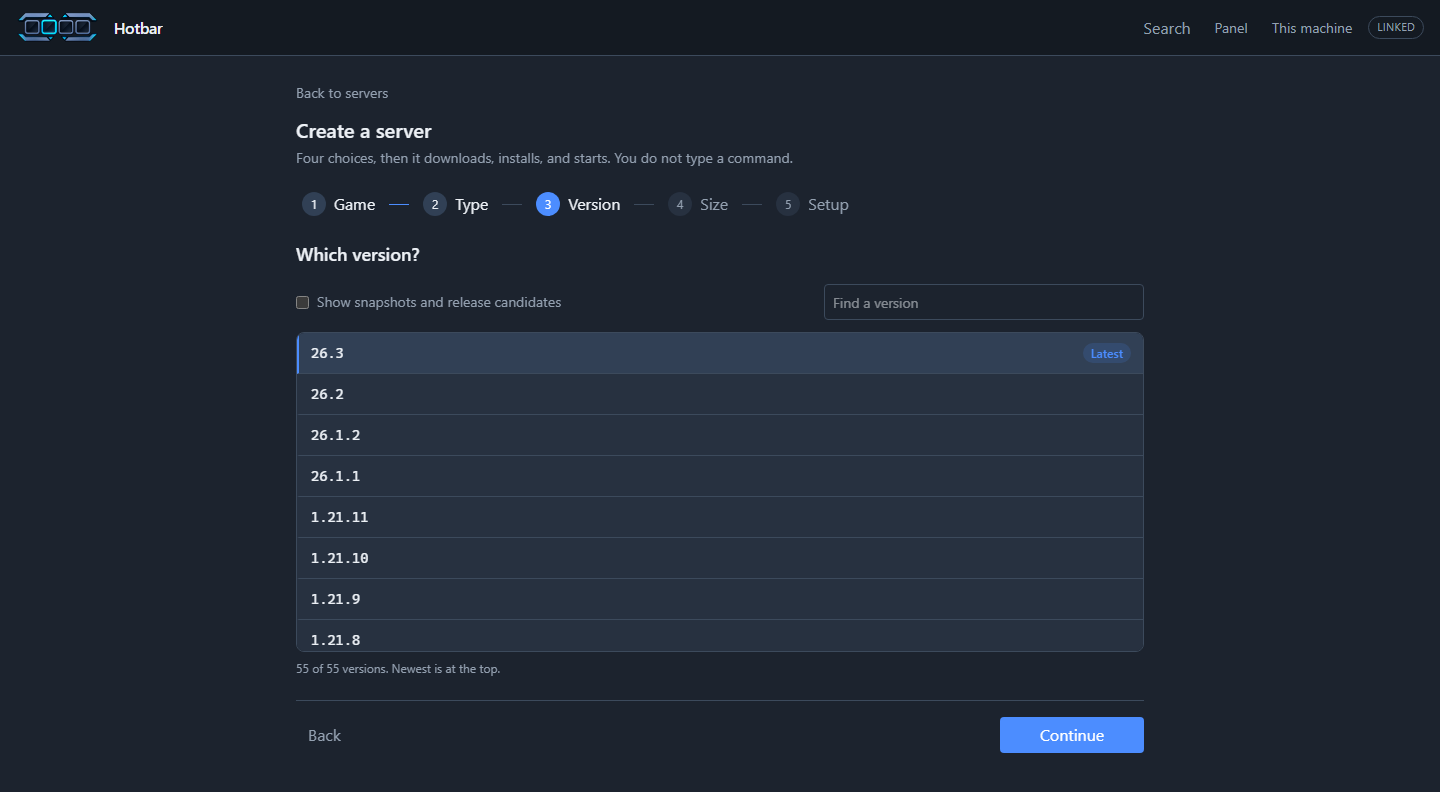 Hotbar
Search
Panel
This machine
LINKED
Back to servers
Create a server
Four choices, then it downloads, installs, and starts. You do not type a command.
1 Game
2 Type
3 Version
4 Size
5 Setup
Which version?
Show snapshots and release candidates
Find a version
26.3
Latest
26.2
26.1.2
26.1.1
1.21.11
1.21.10
1.21.9
1.21.8
55 of 55 versions. Newest is at the top.
Back
Continue